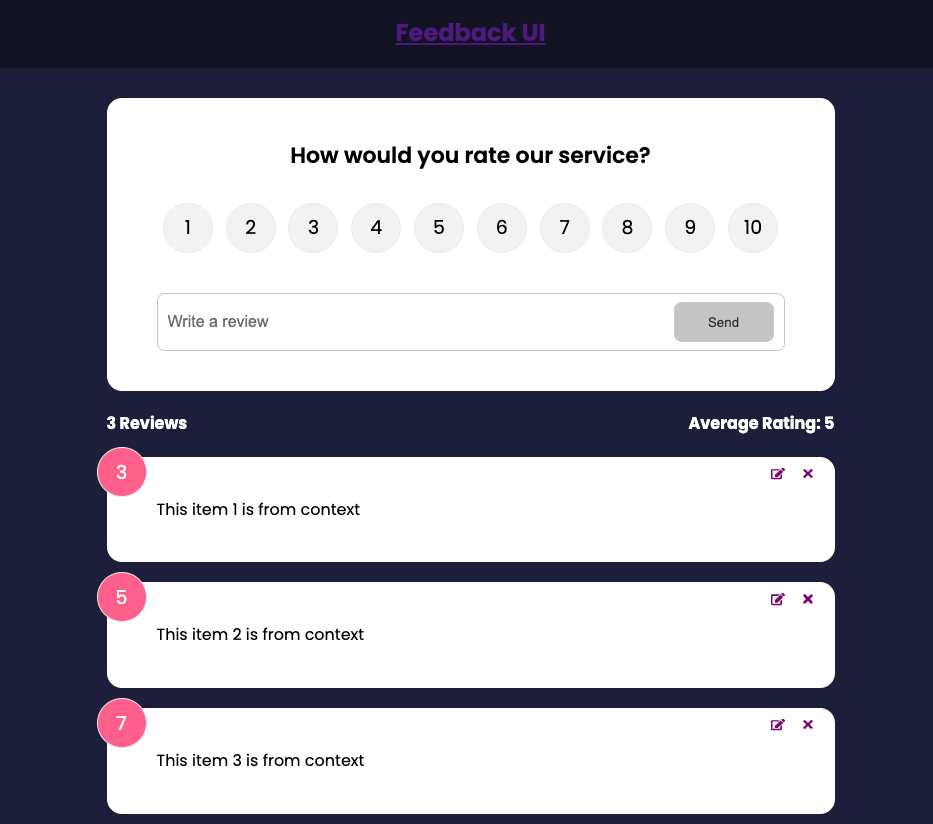 Feedback UI
How would you rate our service?
1 2 3 4 5 6 7 8 9 10
Write a review Send
3 Reviews Average Rating: 5
3
This item 1 is from context
5
This item 2 is from context
7
This item 3 is from context